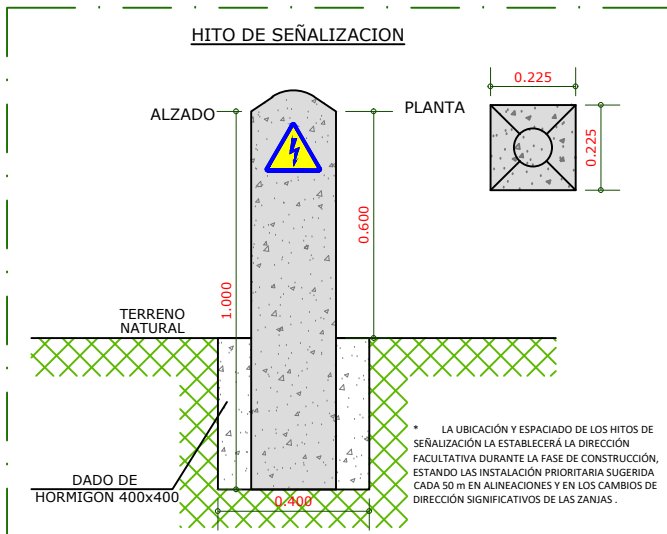 HITO DE SEÑALIZACION
ALZADO
PLANTA
0.225
0.225
0.600
1.000
TERRENO
NATURAL
DADO DE
HORMIGON 400x400
0.400
* LA UBICACIÓN Y ESPACIADO DE LOS HITOS DE
SEÑALIZACIÓN LA ESTABLECERÁ LA DIRECCIÓN
FACULTATIVA DURANTE LA FASE DE CONSTRUCCIÓN,
ESTANDO LAS INSTALACIÓN PRIORITARIA SUGERIDA
CADA 50 m EN ALINEACIONES Y EN LOS CAMBIOS DE
DIRECCIÓN SIGNIFICATIVOS DE LAS ZANJAS .